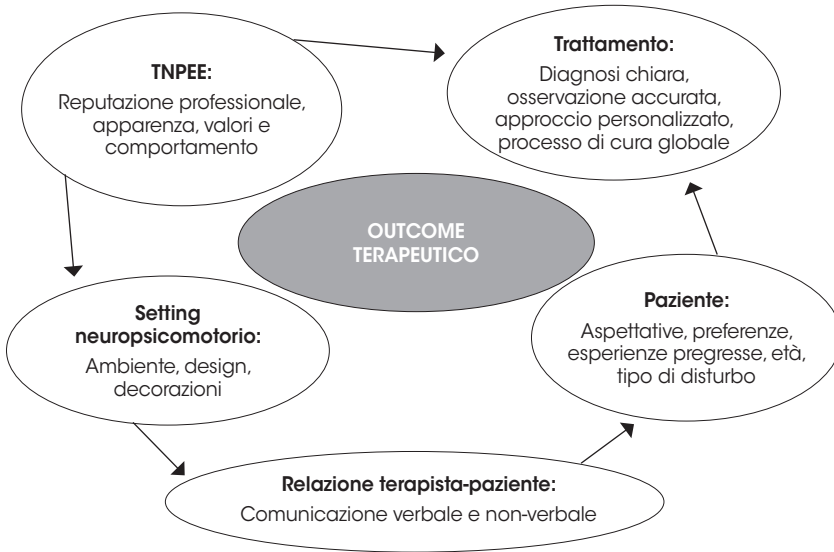 TNPEE:
Reputazione professionale,
apparenza, valori e
comportamento
Trattamento:
Diagnosi chiara,
osservazione accurata,
approccio personalizzato,
processo di cura globale
OUTCOME
TERAPEUTICO
Setting
neuropsicomotorio:
Ambiente, design,
decorazioni
Paziente:
Aspettative, preferenze,
esperienze pregresse, età,
tipo di disturbo
Relazione terapista-paziente:
Comunicazione verbale e non-verbale